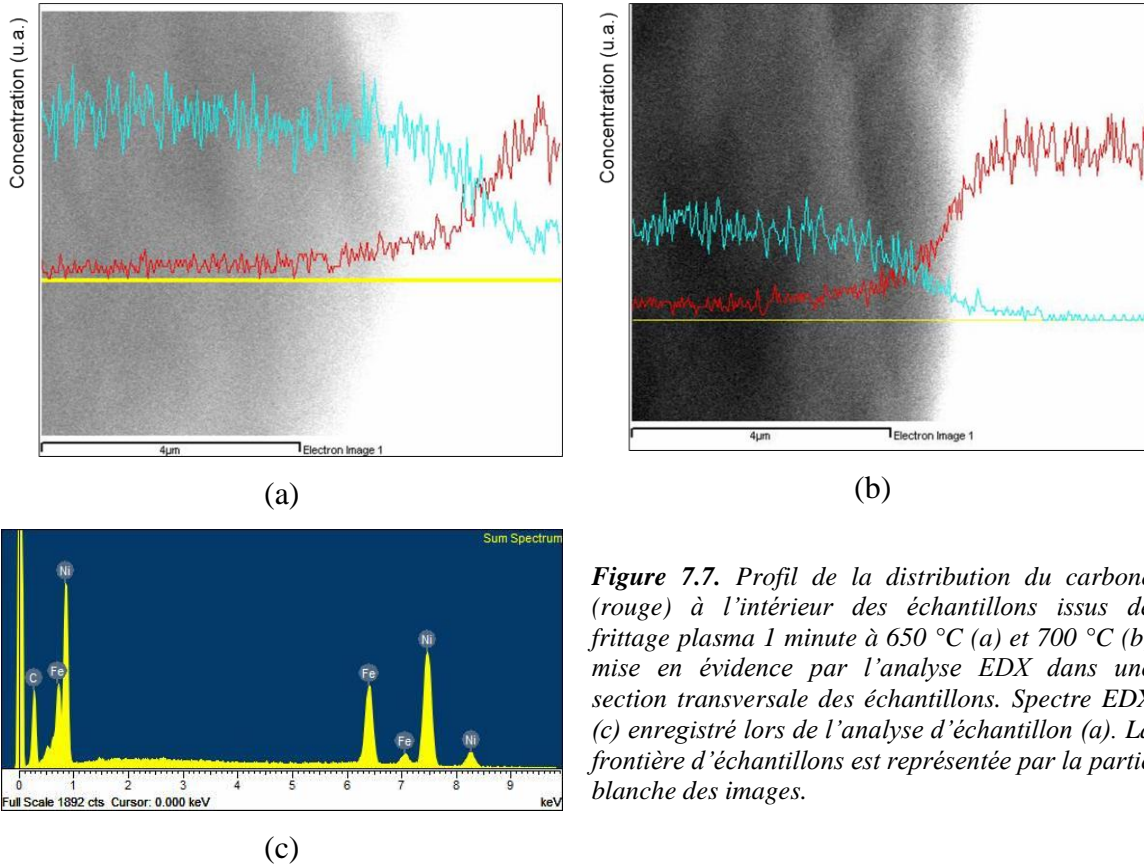 Concentration (u.a.)
4µm
Electron Image 1
(a)
Concentration (u.a.)
4µm
Electron Image 1
(b)
Sum Spectrum
Ni
C
Fe
Fe
Fe
Ni
Ni
0 1 2 3 4 5 6 7 8 9
Full Scale 1892 cts Cursor: 0.000 keV
keV
(c)
Figure 7.7. Profil de la distribution du carbone
(rouge) à l'intérieur des échantillons issus de
frittage plasma 1 minute à 650 °C (a) et 700 °C (b)
mise en évidence par l'analyse EDX dans une
section transversale des échantillons. Spectre EDX
(c) enregistré lors de l'analyse d'échantillon (a). La
frontière d'échantillons est représentée par la partie
blanche des images.